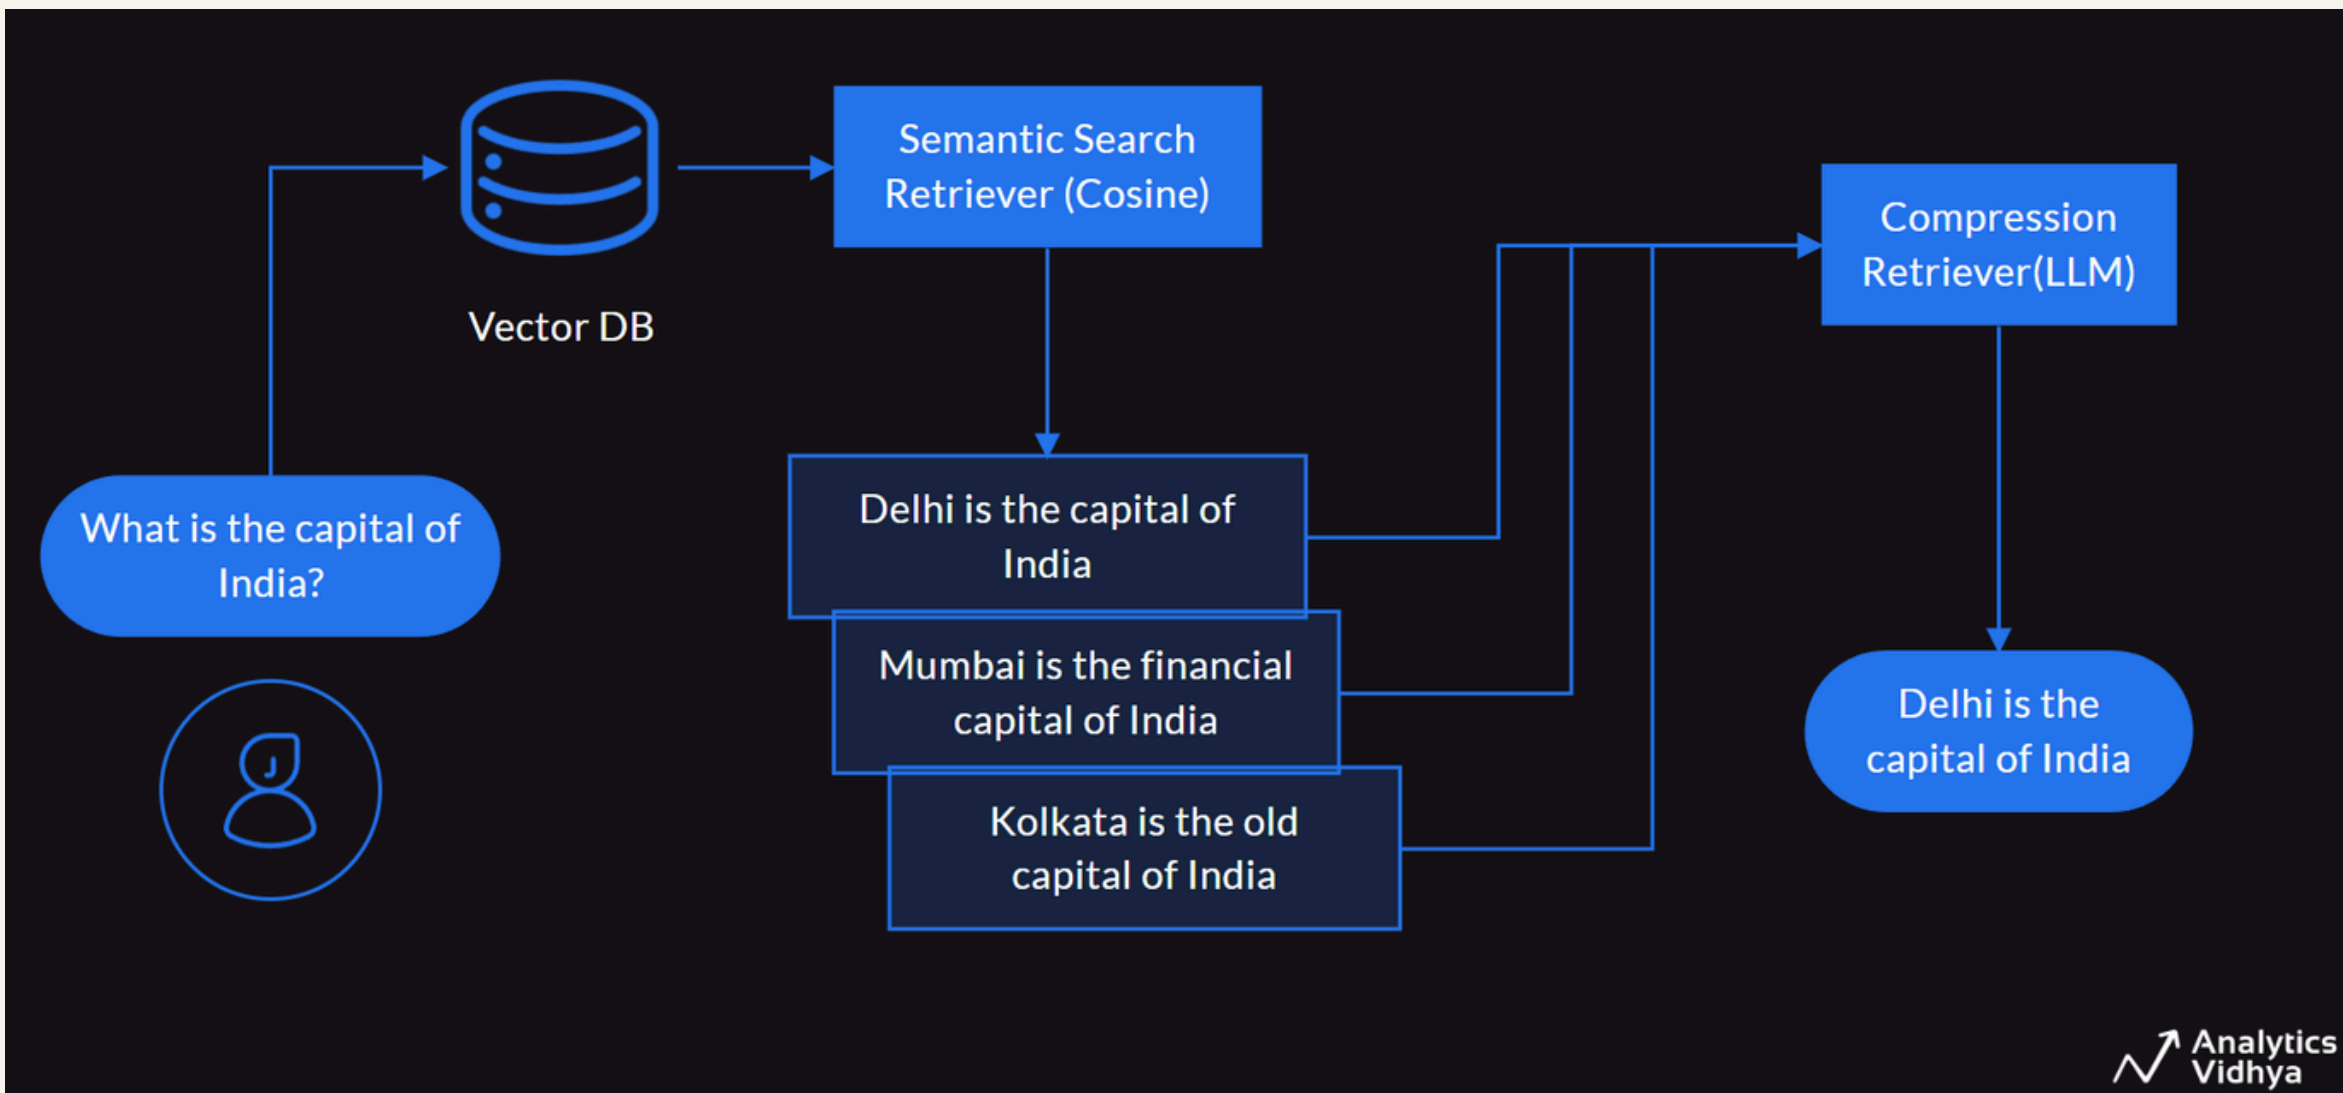 Semantic Search
Retriever (Cosine)
Compression
Retriever(LLM)
Vector DB
What is the capital of
India?
Delhi is the capital of
India
Mumbai is the financial
capital of India
Kolkata is the old
capital of India
Delhi is the
capital of India
Analytics
Vidhya